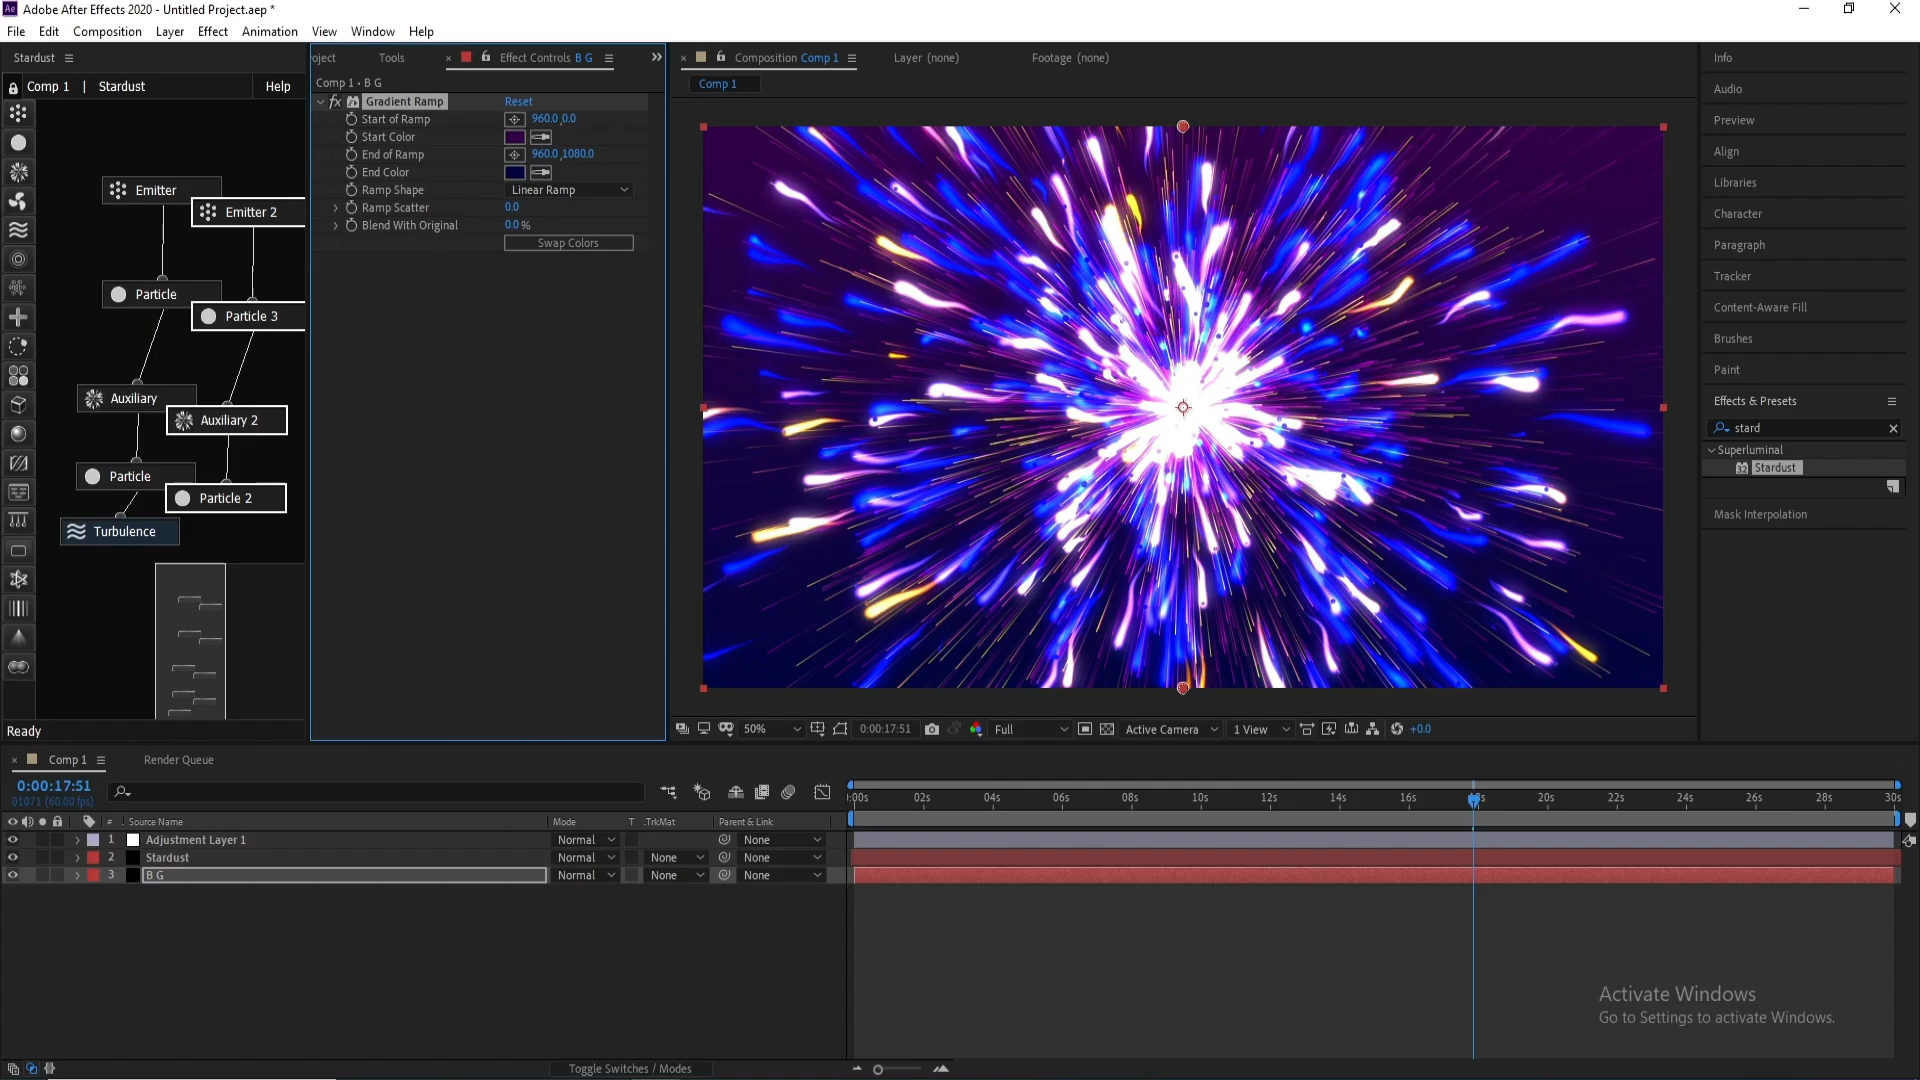 Adobe After Effects 2020 - Untitled Project.aep *
File Edit Composition Layer Effect Animation View Window Help
Stardust
Comp 1 | Stardust Help
Emitter
Emitter 2
Particle
Particle 3
Auxiliary
Auxiliary 2
Particle
Particle 2
Turbulence
Ready
oject Tools Effect Controls B G
Comp 1 • B G
fx Gradient Ramp Reset
Start of Ramp 960.0,0.0
Start Color
End of Ramp 960.0,1080.0
End Color
Ramp Shape Linear Ramp
Ramp Scatter 0.0
Blend With Original 0.0 %
Swap Colors
Composition Comp 1 Layer (none) Footage (none)
Comp 1
50% 0:00:17:51 Full Active Camera 1 View +0.0
Info
Audio
Preview
Align
Libraries
Character
Paragraph
Tracker
Content-Aware Fill
Brushes
Paint
Effects & Presets
stard
Superluminal
32 Stardust
Mask Interpolation
Comp 1 Render Queue
0:00:17:51
01071 (60.00 fps)
:00s 02s 04s 06s 08s 10s 12s 14s 16s 20s 22s 24s 26s 28s 30s
# Source Name Mode T .TrkMat Parent & Link
1 Adjustment Layer 1 Normal None
2 Stardust Normal None None
3 B G Normal None None
Toggle Switches / Modes
Activate Windows
Go to Settings to activate Windows.